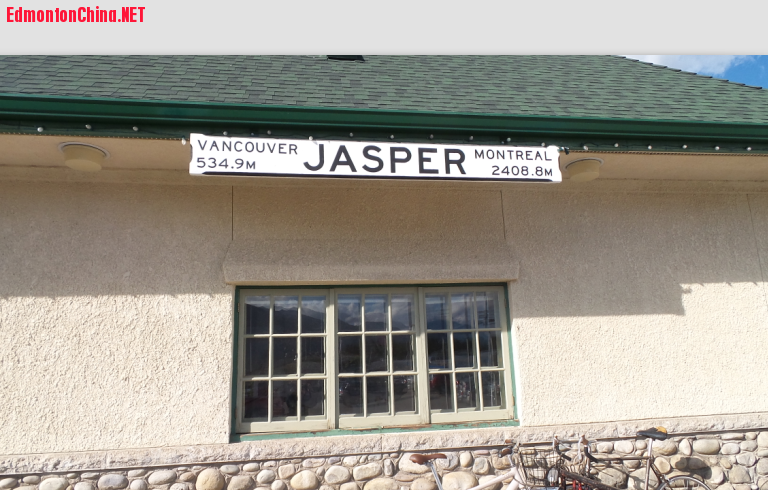 EdmontonChina.NET
VANCOUVER JASPER MONTREAL
534.9M 2408.8M